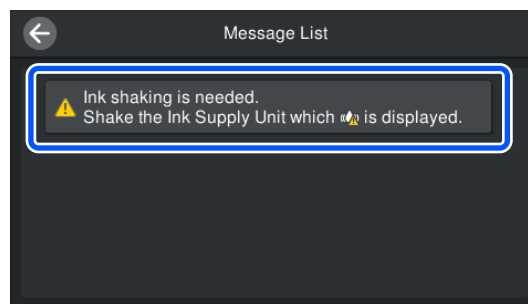 Message List
Ink shaking is needed.
Shake the Ink Supply Unit which is displayed.